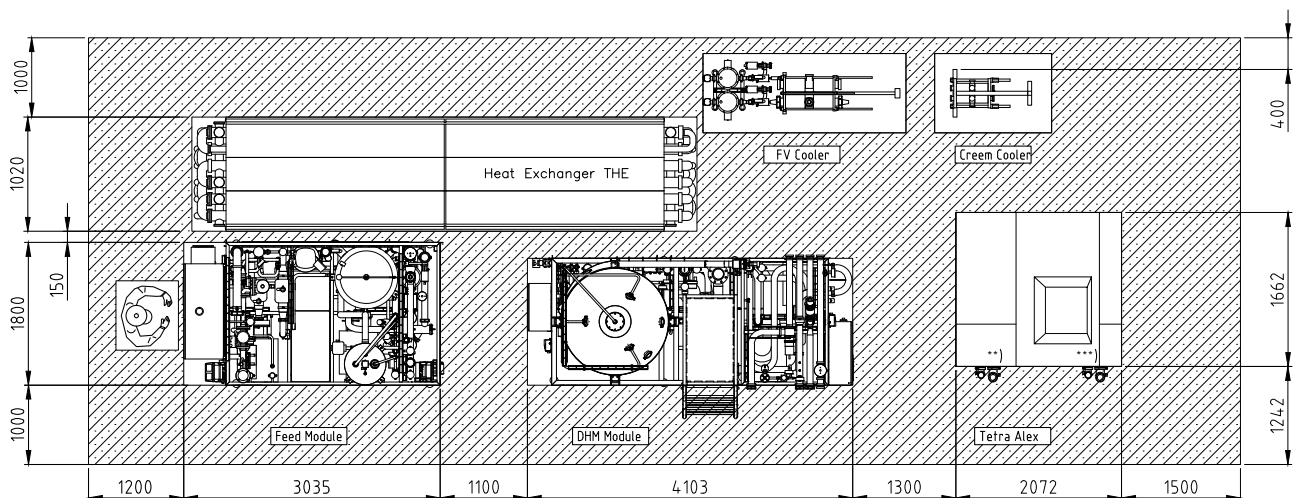 1000
400
FV Cooler
Creem Cooler
1020
Heat Exchanger THE
150
1800
1662
**)
***)
1000
1242
Feed Module
DHM Module
Tetra Alex
1200
3035
1100
4103
1300
2072
1500